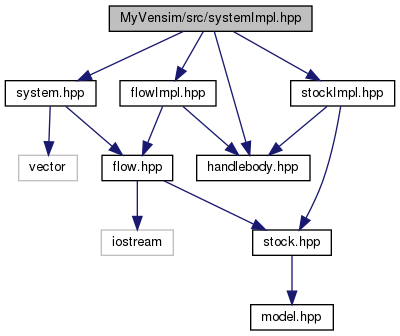 MyVensim/src/systemImpl.hpp
system.hpp
flowImpl.hpp
stockImpl.hpp
vector
flow.hpp
handlebody.hpp
iostream
stock.hpp
model.hpp